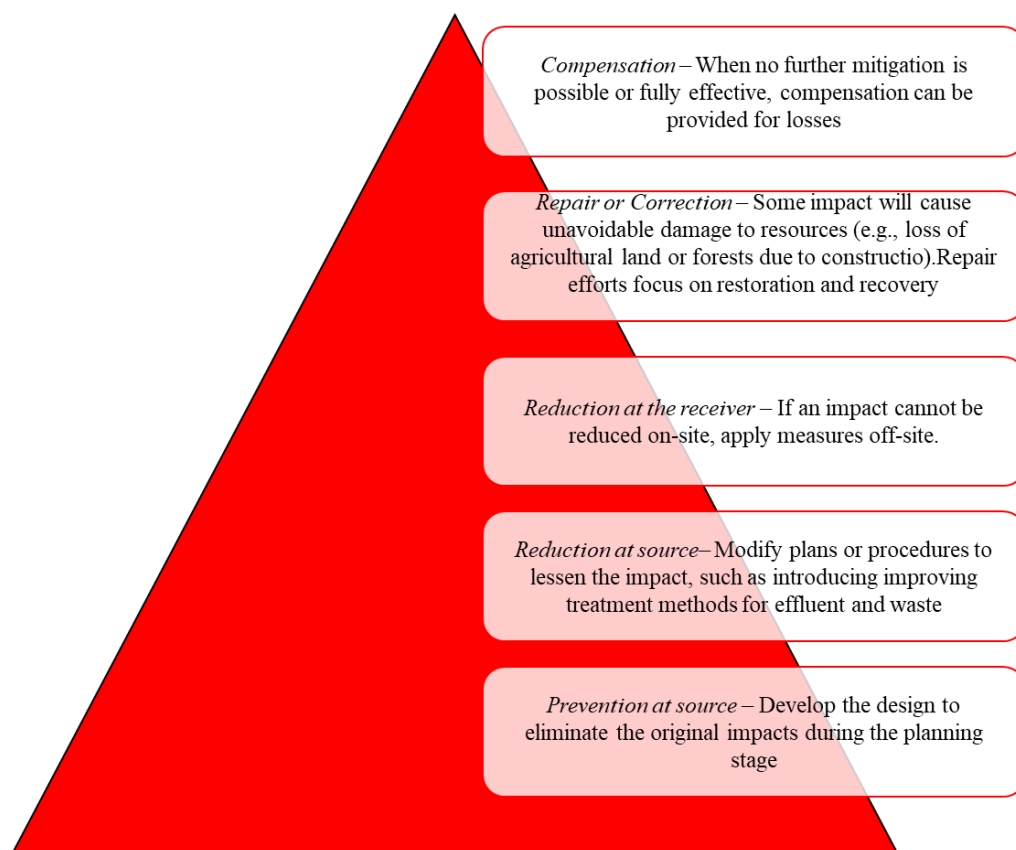 Compensation – When no further mitigation is
possible or fully effective, compensation can be
provided for losses
Repair or Correction – Some impact will cause
unavoidable damage to resources (e.g., loss of
agricultural land or forests due to constructio).Repair
efforts focus on restoration and recovery
Reduction at the receiver – If an impact cannot be
reduced on-site, apply measures off-site.
Reduction at source– Modify plans or procedures to
lessen the impact, such as introducing improving
treatment methods for effluent and waste
Prevention at source – Develop the design to
eliminate the original impacts during the planning
stage